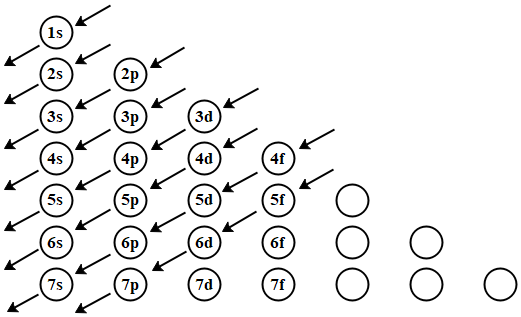 1s
2s 2p
3s 3p 3d
4s 4p 4d 4f
5s 5p 5d 5f
6s 6p 6d 6f
7s 7p 7d 7f